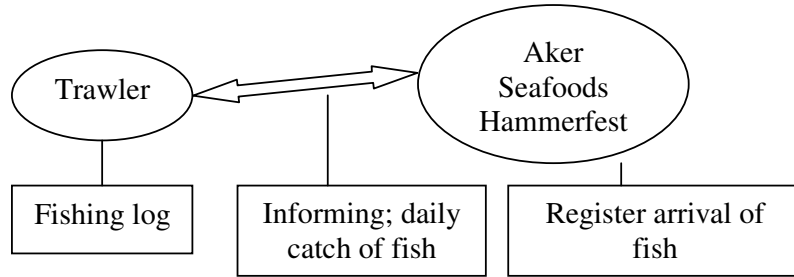 Trawler
Aker
Seafoods
Hammerfest
Fishing log
Informing; daily
catch of fish
Register arrival of
fish